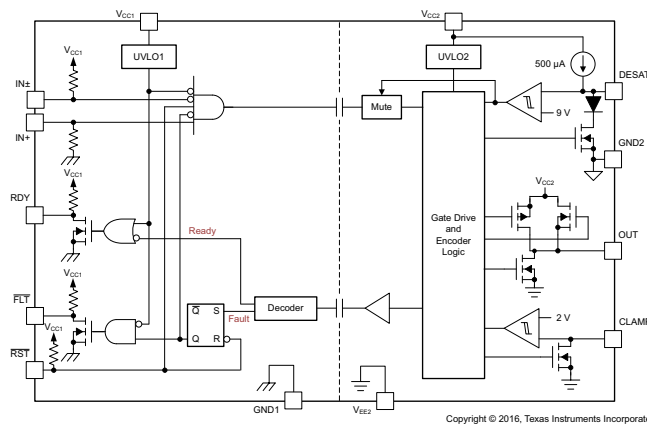 VCC1
VCC2
UVLO1
UVLO2
500 µA
DESAT
VCC1
IN±
IN+
Mute
9 V
GND2
VCC1
RDY
Ready
VCC2
Gate Drive
and
Encoder
Logic
OUT
VCC1
FLT
VCC1
Q S
Fault
Q R
Decoder
2 V
CLAMP
RST
GND1
VEE2
Copyright © 2016, Texas Instruments Incorporate